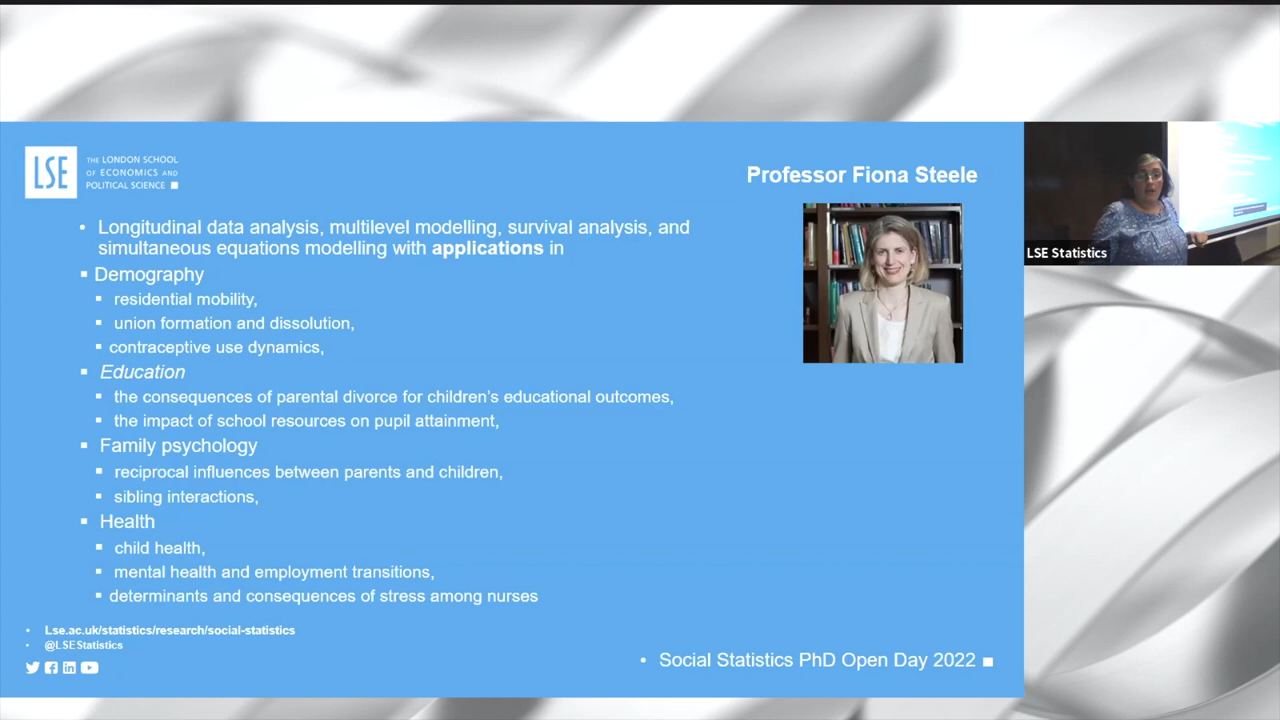 LSE
THE LONDON SCHOOL
OF ECONOMICS AND
POLITICAL SCIENCE
Professor Fiona Steele
• Longitudinal data analysis, multilevel modelling, survival analysis, and
simultaneous equations modelling with applications in
▪ Demography
▪ residential mobility,
▪ union formation and dissolution,
▪ contraceptive use dynamics,
▪ Education
▪ the consequences of parental divorce for children's educational outcomes,
▪ the impact of school resources on pupil attainment,
▪ Family psychology
▪ reciprocal influences between parents and children,
▪ sibling interactions,
▪ Health
▪ child health,
▪ mental health and employment transitions,
▪ determinants and consequences of stress among nurses
• Lse.ac.uk/statistics/research/social-statistics
• @LSEStatistics
• Social Statistics PhD Open Day 2022
LSE Statistics